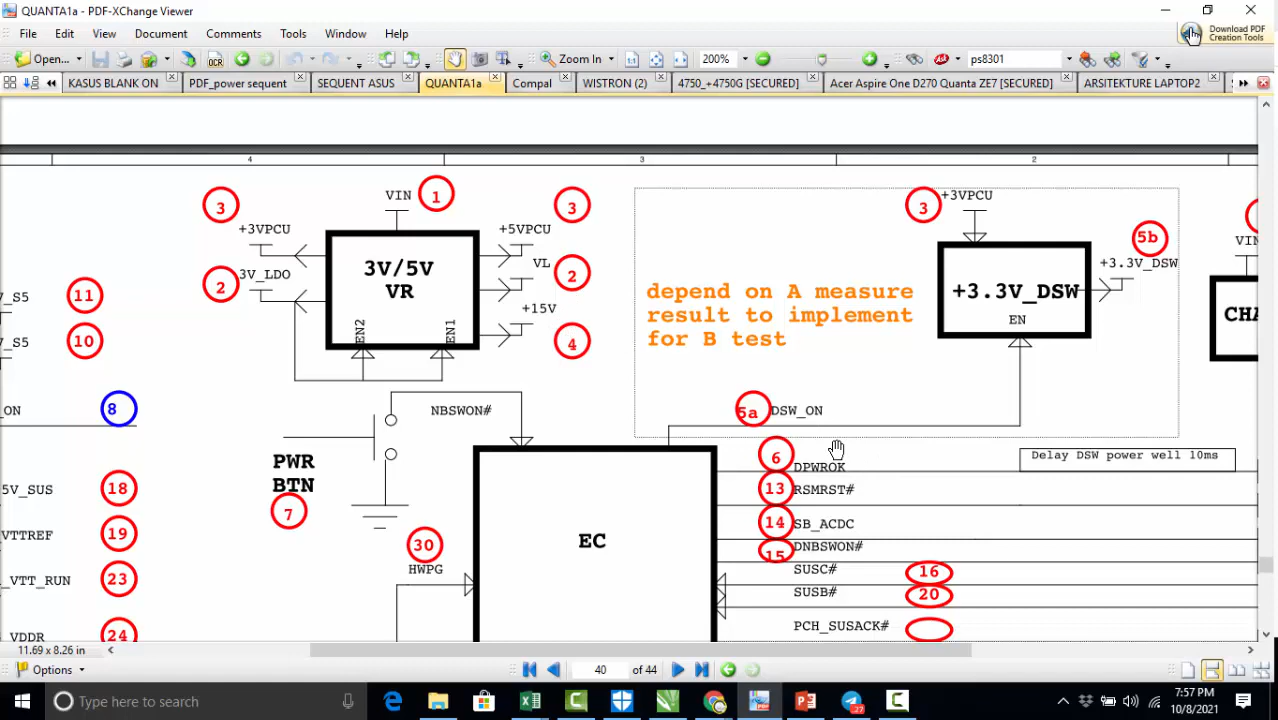 QUANTA1a - PDF-XChange Viewer
File Edit View Document Comments Tools Window Help
Download PDF
Creation Tools
Open... OCR Zoom In 200% ps8301
KASUS BLANK ON PDF_power sequent SEQUENT ASUS QUANTA1a Compal WISTRON (2) 4750_+4750G [SECURED] Acer Aspire One D270 Quanta ZE7 [SECURED] ARSITEKTURE LAPTOP2
4 3 2
VIN 1
3
+3VPCU
3V_LDO
2
3V/5V
VR
EN2
EN1
3
+5VPCU
VL
2
+15V
4
depend on A measure
result to implement
for B test
3
+3VPCU
5b
+3.3V_DSW
+3.3V_DSW
EN
VIN
CHA
V_S5 11
V_S5 10
_ON 8
5V_SUS 18
VTTREF 19
_VTT_RUN 23
VDDR 24
NBSWON#
PWR
BTN
7
30
HWPG
EC
5a DSW_ON
6 DPWROK
Delay DSW power well 10ms
13 RSMRST#
14 SB_ACDC
15 DNBSWON#
SUSC# 16
SUSB# 20
PCH_SUSACK#
11.69 x 8.26 in
Options 40 of 44
Type here to search
27
7:57 PM
10/8/2021